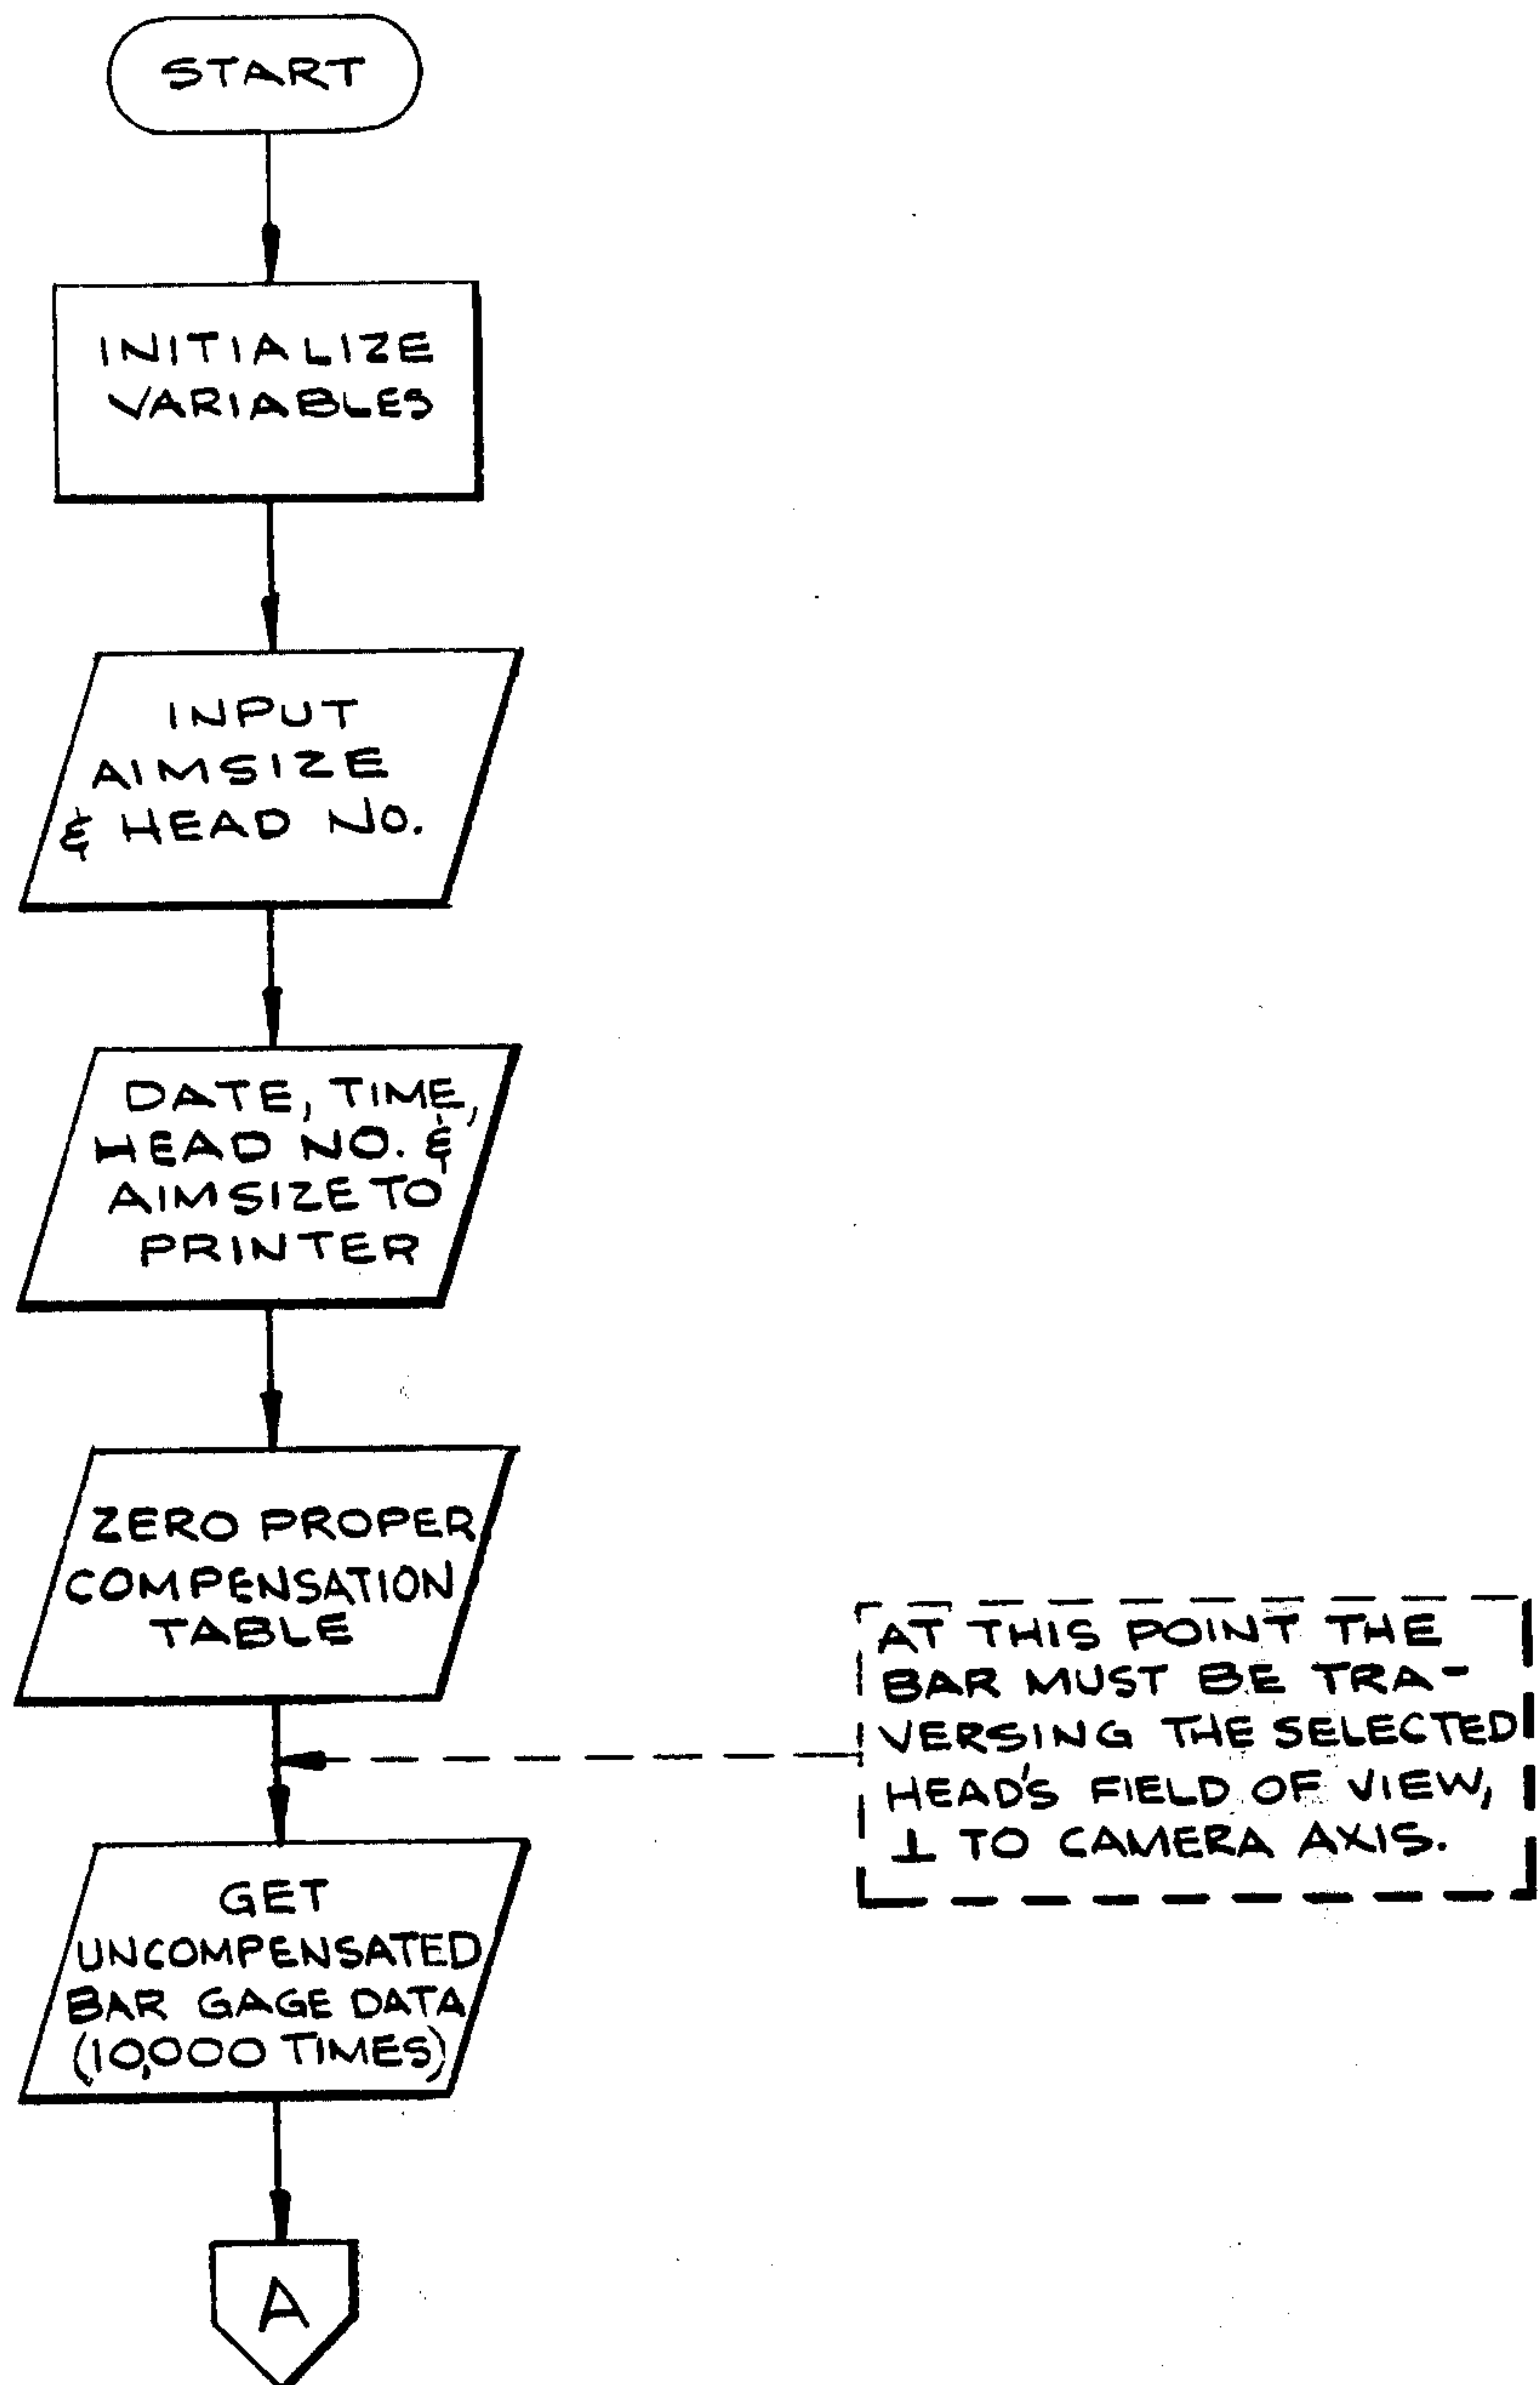 START
INITIALIZE
VARIABLES
INPUT
AIMSIZE
& HEAD NO.
DATE, TIME,
HEAD NO. &
AIMSIZE TO
PRINTER
ZERO PROPER
COMPENSATION
TABLE
AT THIS POINT THE
BAR MUST BE TRA-
VERSING THE SELECTED
HEAD'S FIELD OF VIEW,
⊥ TO CAMERA AXIS.
GET
UNCOMPENSATED
BAR GAGE DATA
(10,000 TIMES)
A